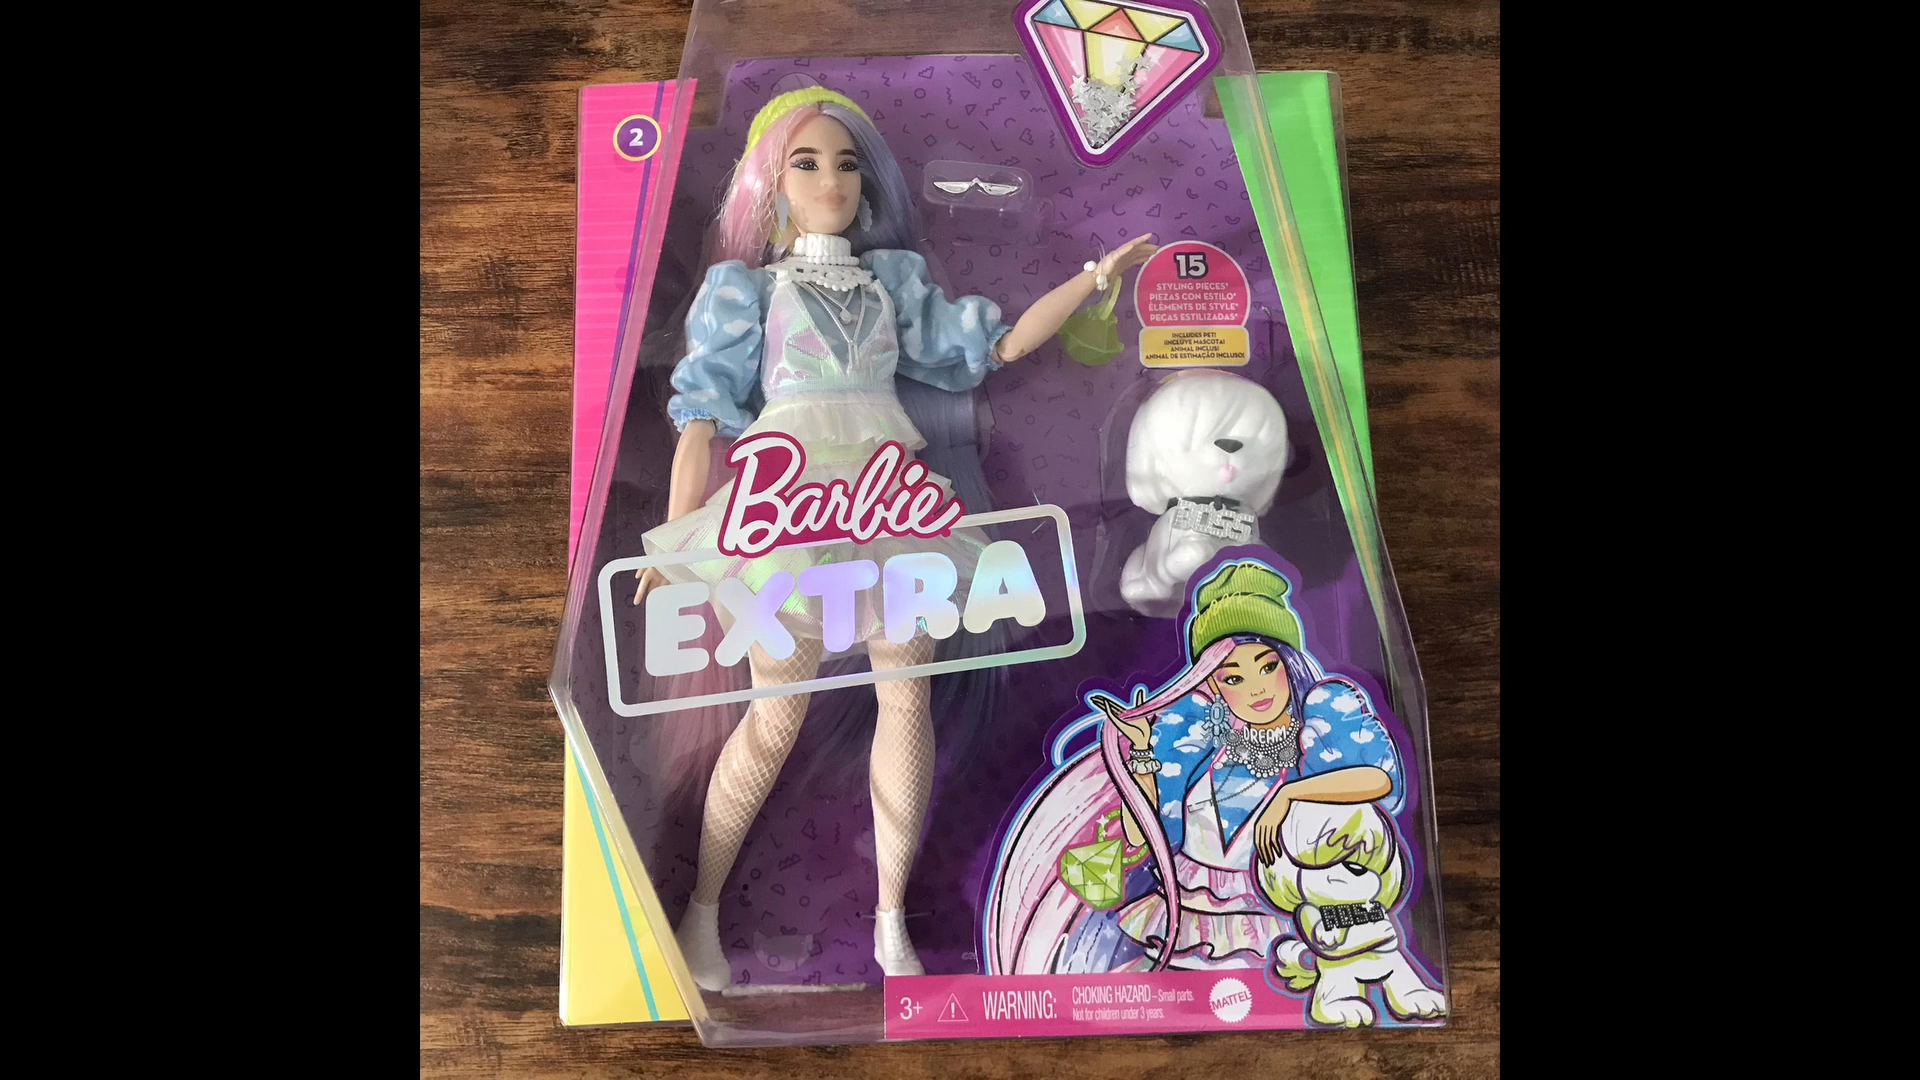 2
15
STYLING PIECES*
PIEZAS CON ESTILO*
ÉLÉMENTS DE STYLE*
PEÇAS ESTILIZADAS*
INCLUDES PET!
¡INCLUYE MASCOTA!
ANIMAL INCLUS!
ANIMAL DE ESTIMAÇÃO INCLUSO!
BOSS
Barbie
EXTRA
DREAM
BOSS
3+ WARNING: CHOKING HAZARD – Small parts.
Not for children under 3 years.
MATTEL